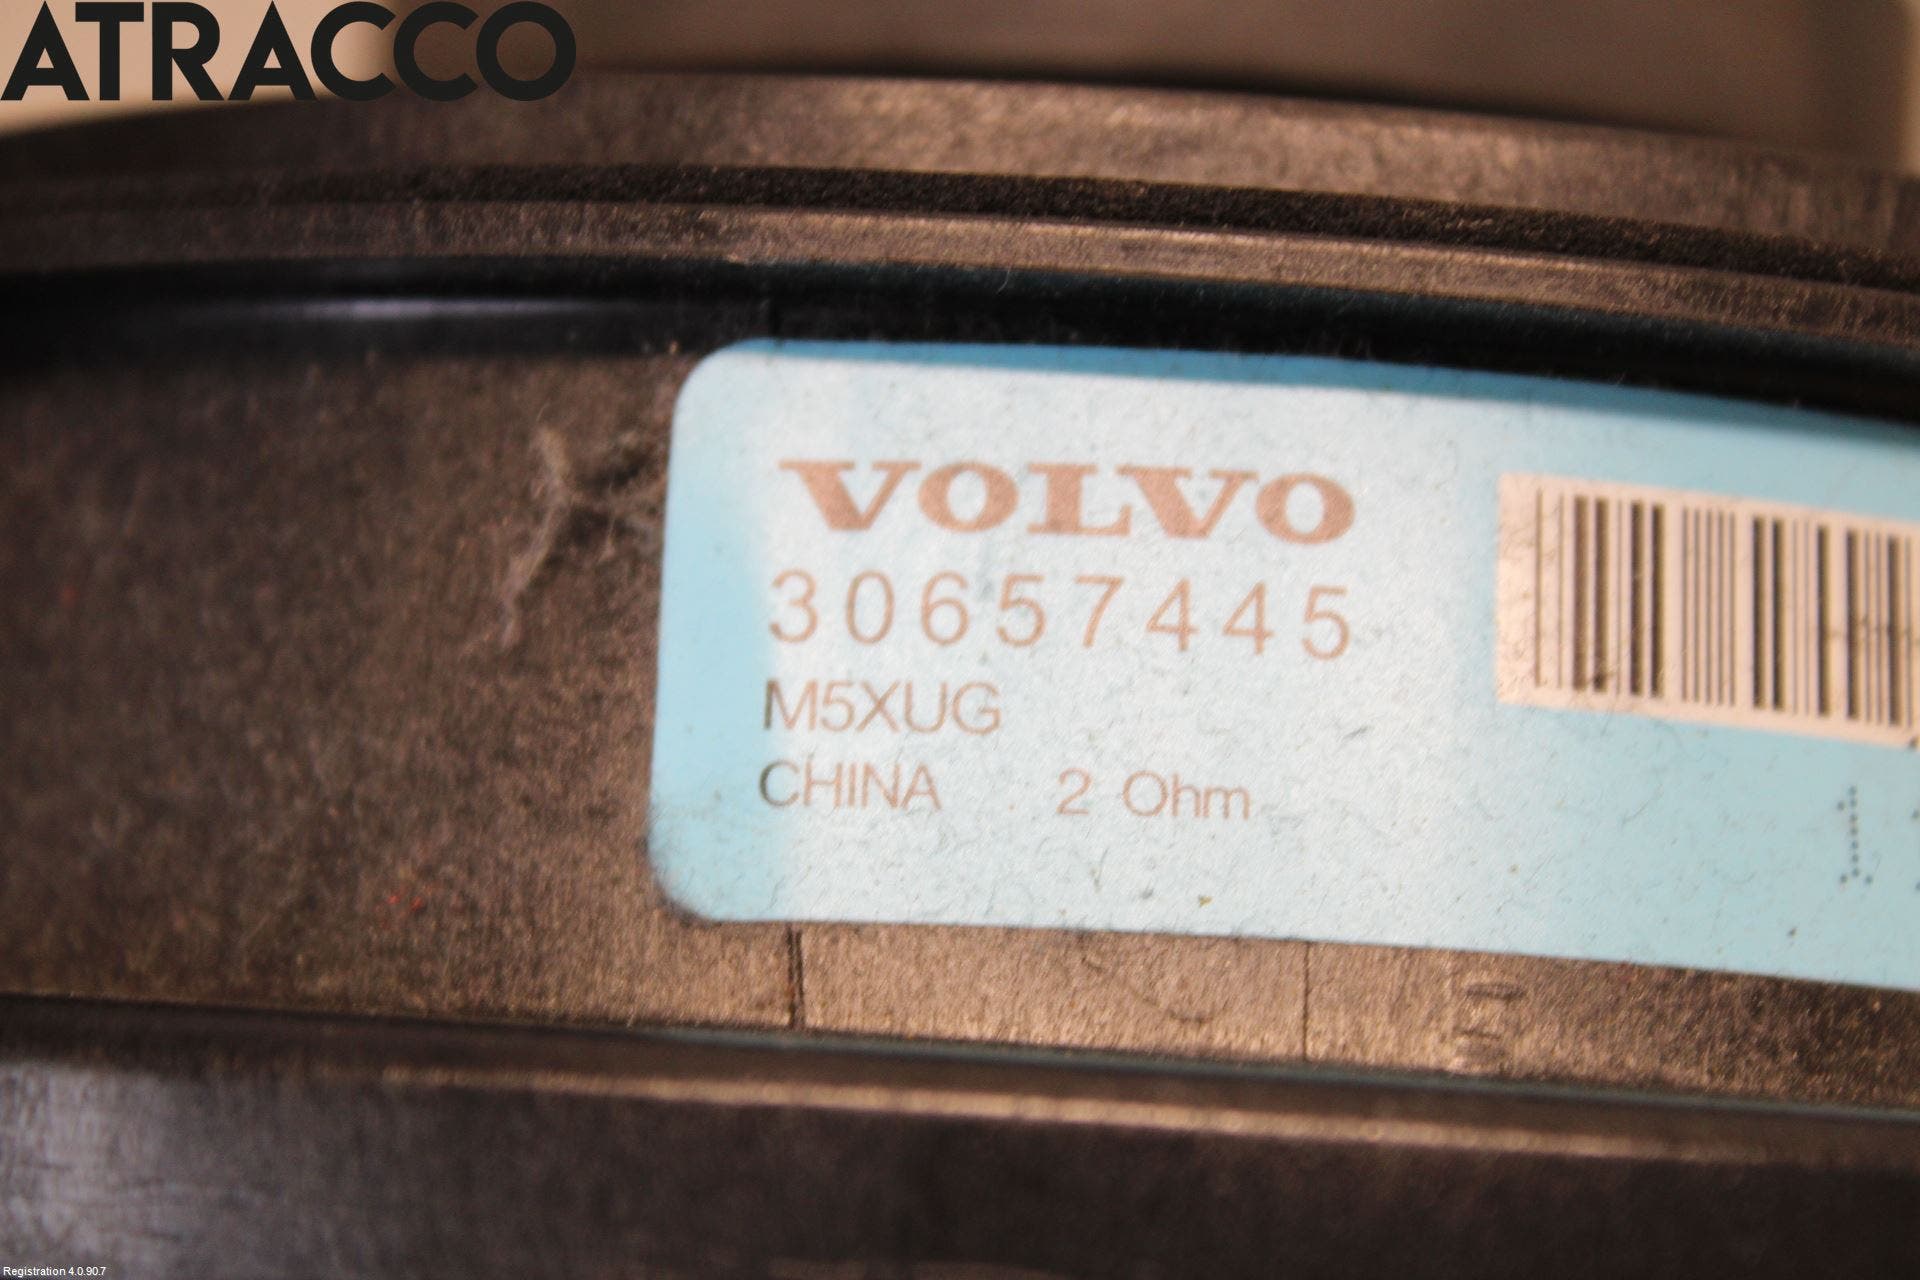 ATRACCO
VOLVO
30657445
M5XUG
CHINA 2 Ohm
Registration 4.0.90.7